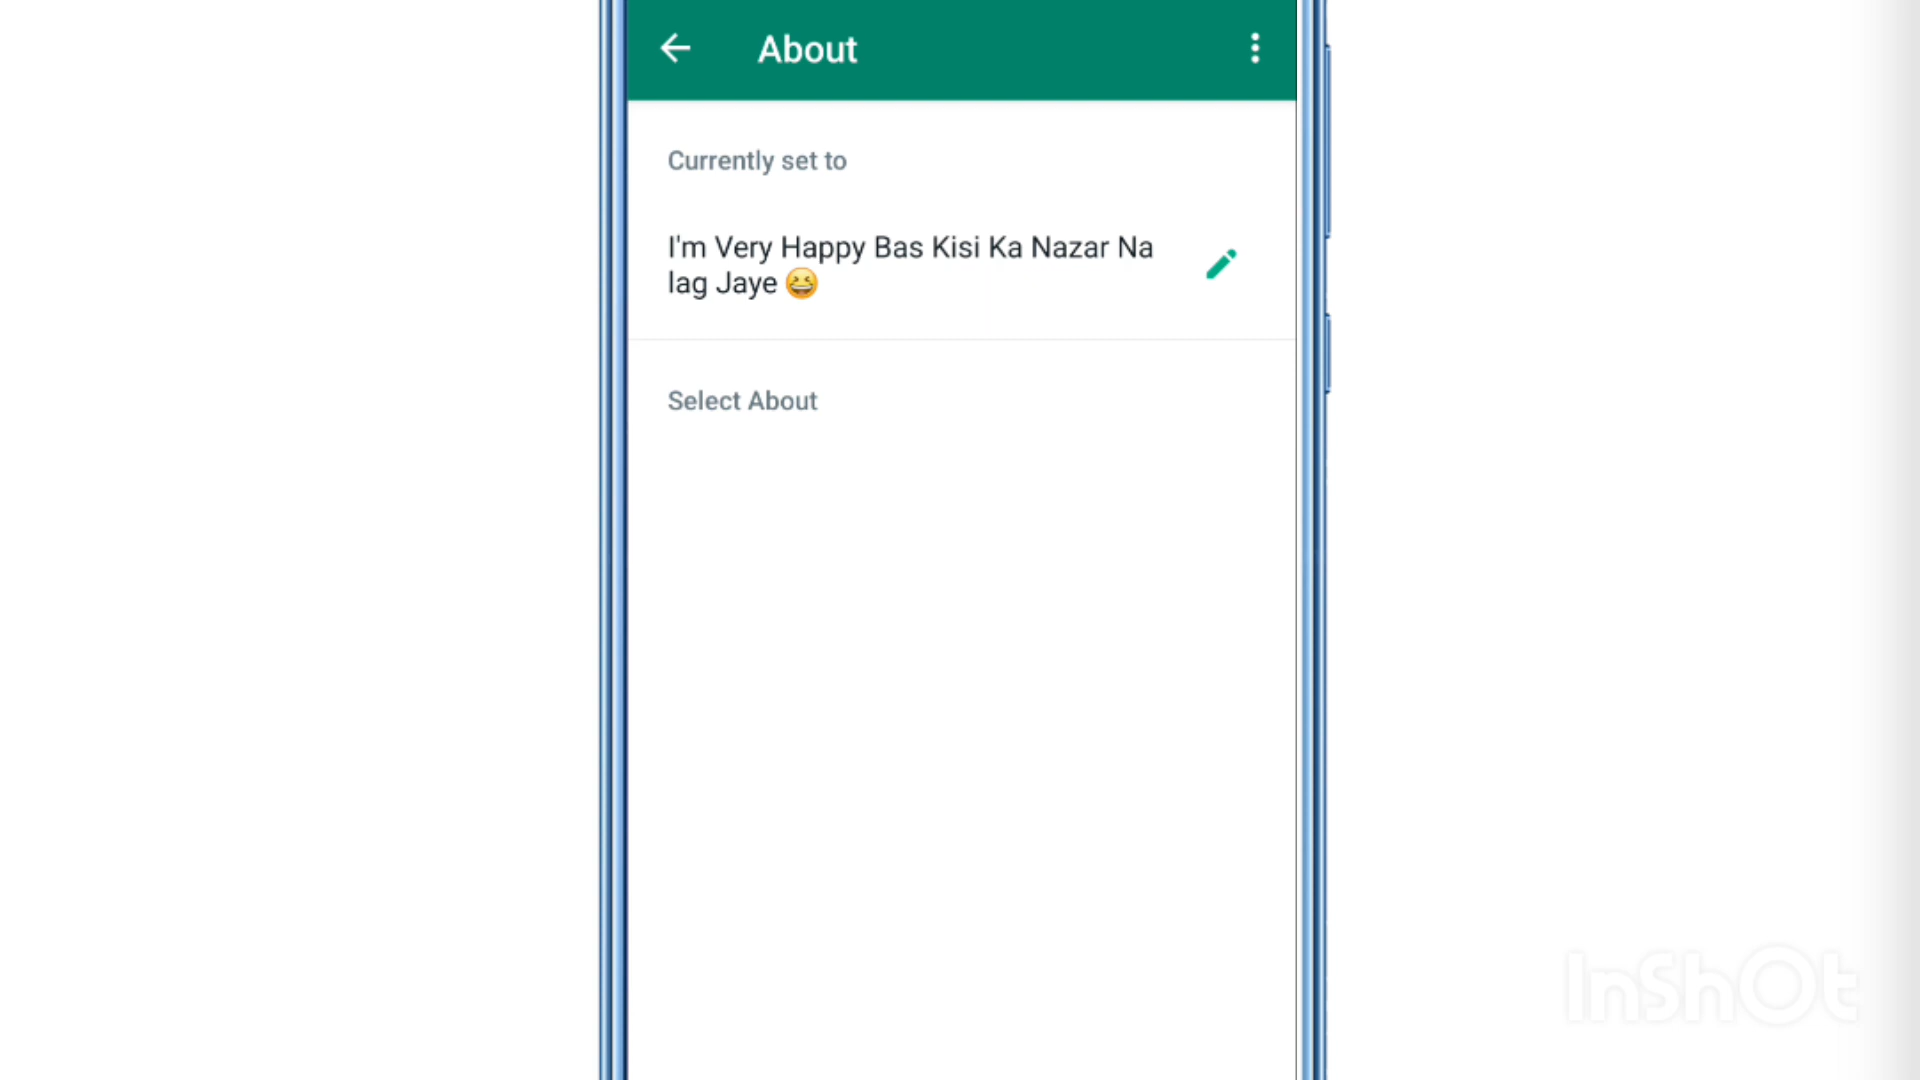 About
Currently set to
I'm Very Happy Bas Kisi Ka Nazar Na
lag Jaye 😆
Select About
InShOt